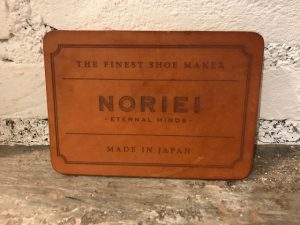 THE FINEST SHOE MAKER
NORIEI
-ETERNAL MINDS-
MADE IN JAPAN